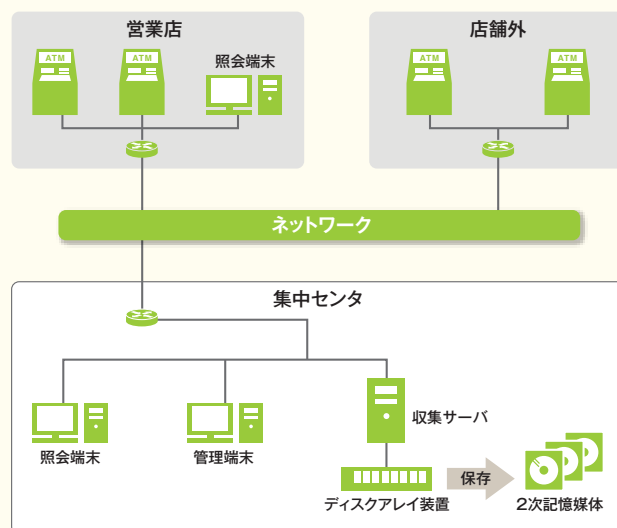 営業店
店舗外
ATM
ATM
照会端末
ATM
ATM
ネットワーク
集中センタ
収集サーバ
照会端末
管理端末
保存
ディスクアレイ装置
2次記憶媒体